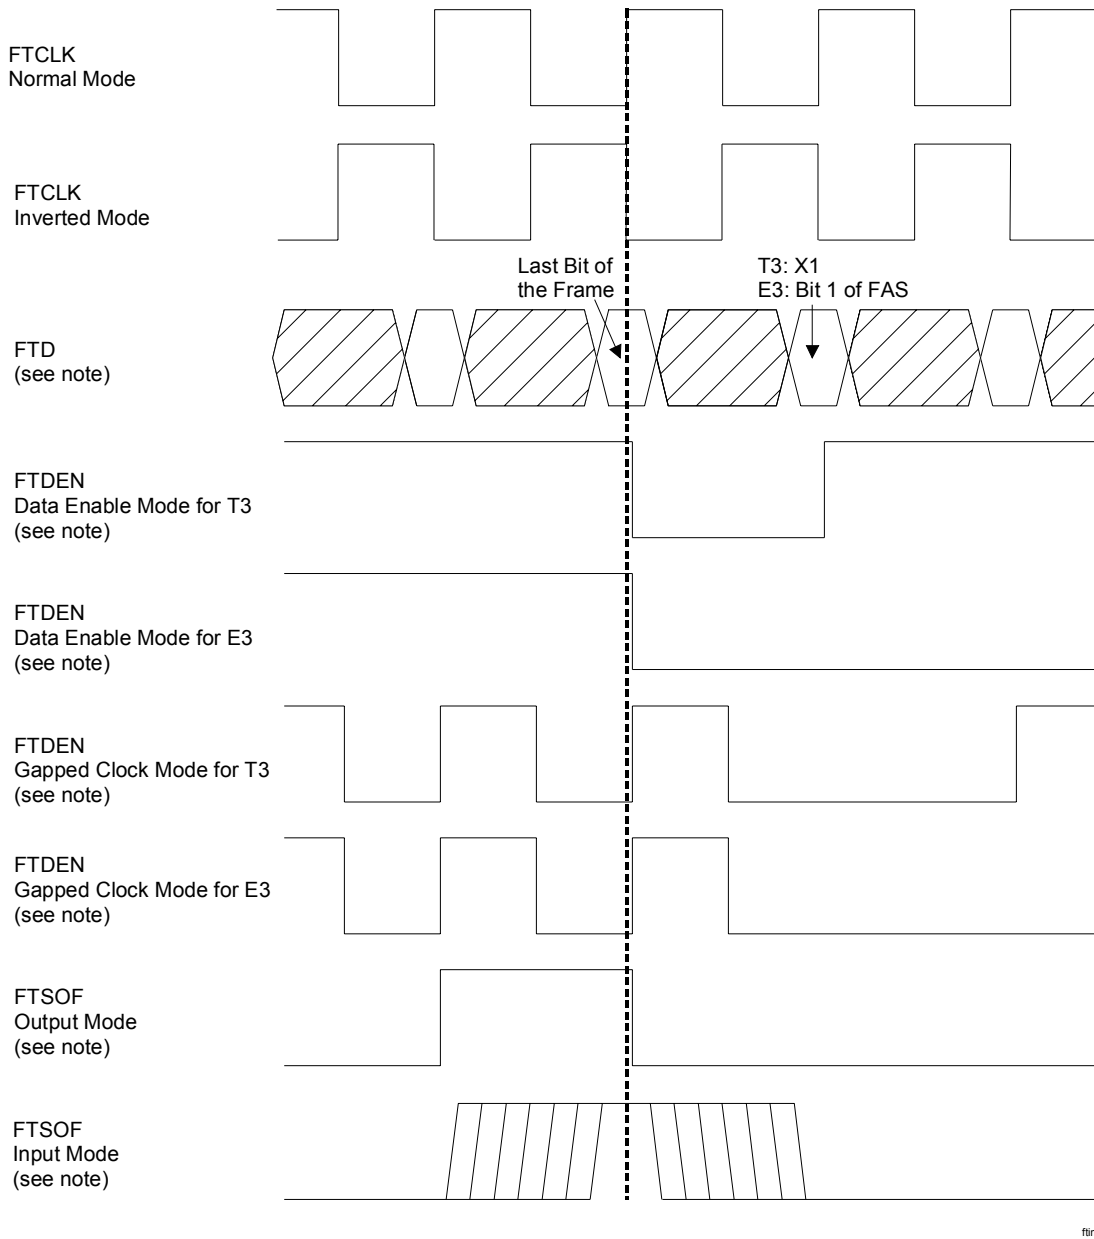 FTCLK
Normal Mode
FTCLK
Inverted Mode
Last Bit of
the Frame
T3: X1
E3: Bit 1 of FAS
FTD
(see note)
FTDEN
Data Enable Mode for T3
(see note)
FTDEN
Data Enable Mode for E3
(see note)
FTDEN
Gapped Clock Mode for T3
(see note)
FTDEN
Gapped Clock Mode for E3
(see note)
FTSOF
Output Mode
(see note)
FTSOF
Input Mode
(see note)